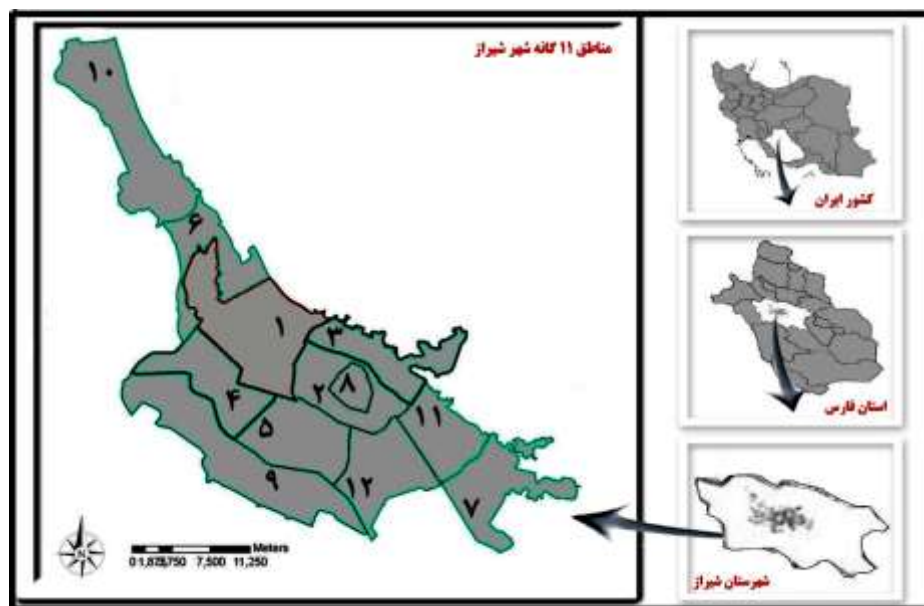 مناطق ۱۱ گانه شهر شیراز
۱۰
۶
۱
۳
۲
۸
۴
۵
۱۱
۹
۱۲
۷
N
Meters
0 1,875 3,750 7,500 11,250
کشور ایران
استان فارس
شهرستان شیراز